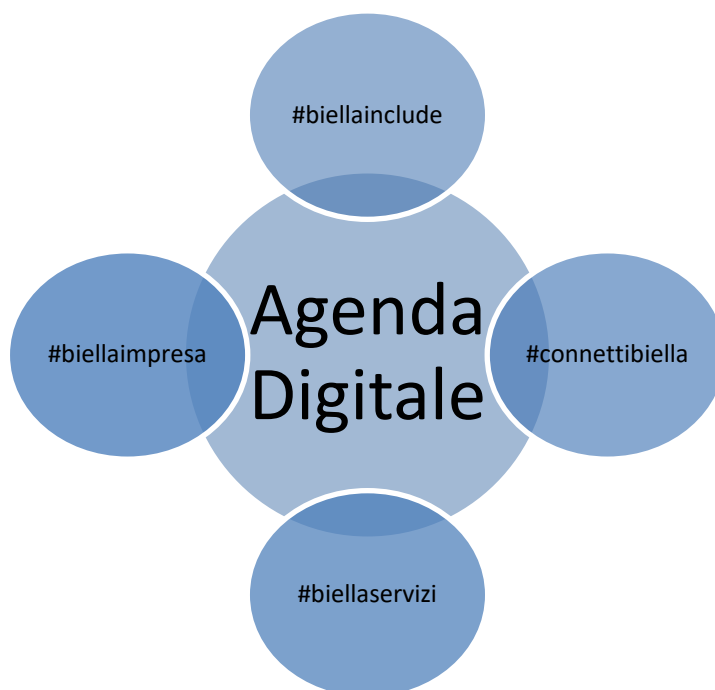 #biellainclude
#biellaimpresa
Agenda
Digitale
#connettibiella
#biellaservizi